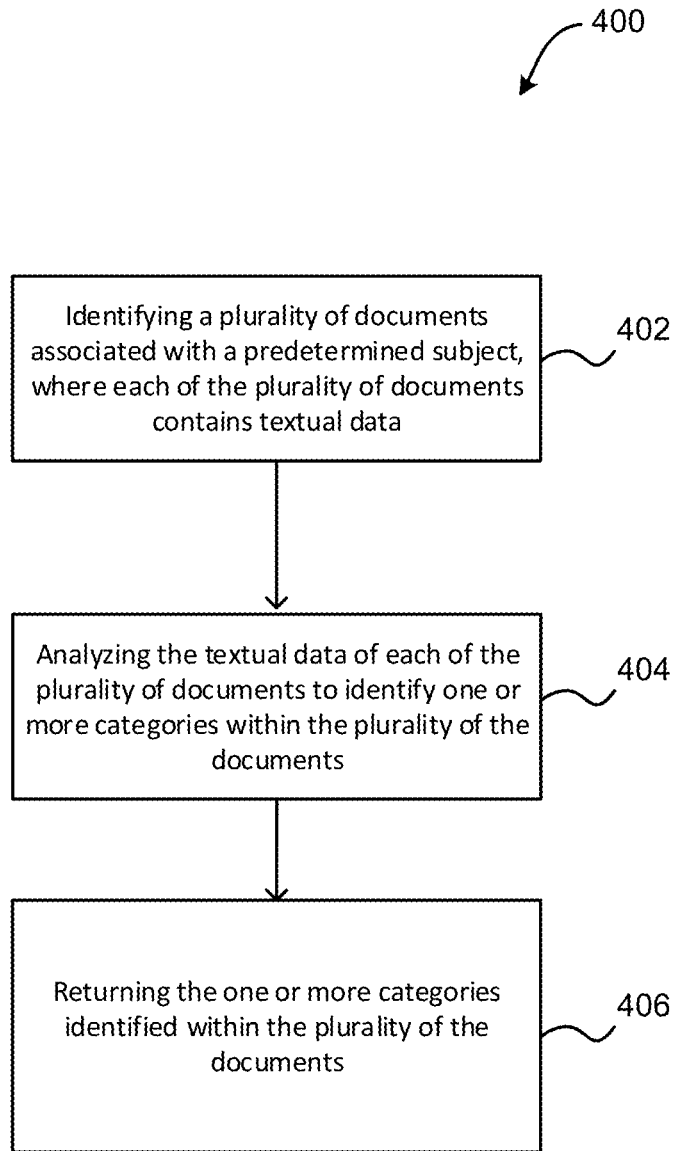 400
Identifying a plurality of documents
associated with a predetermined subject,
where each of the plurality of documents
contains textual data
402
Analyzing the textual data of each of the
plurality of documents to identify one or
more categories within the plurality of the
documents
404
Returning the one or more categories
identified within the plurality of the
documents
406